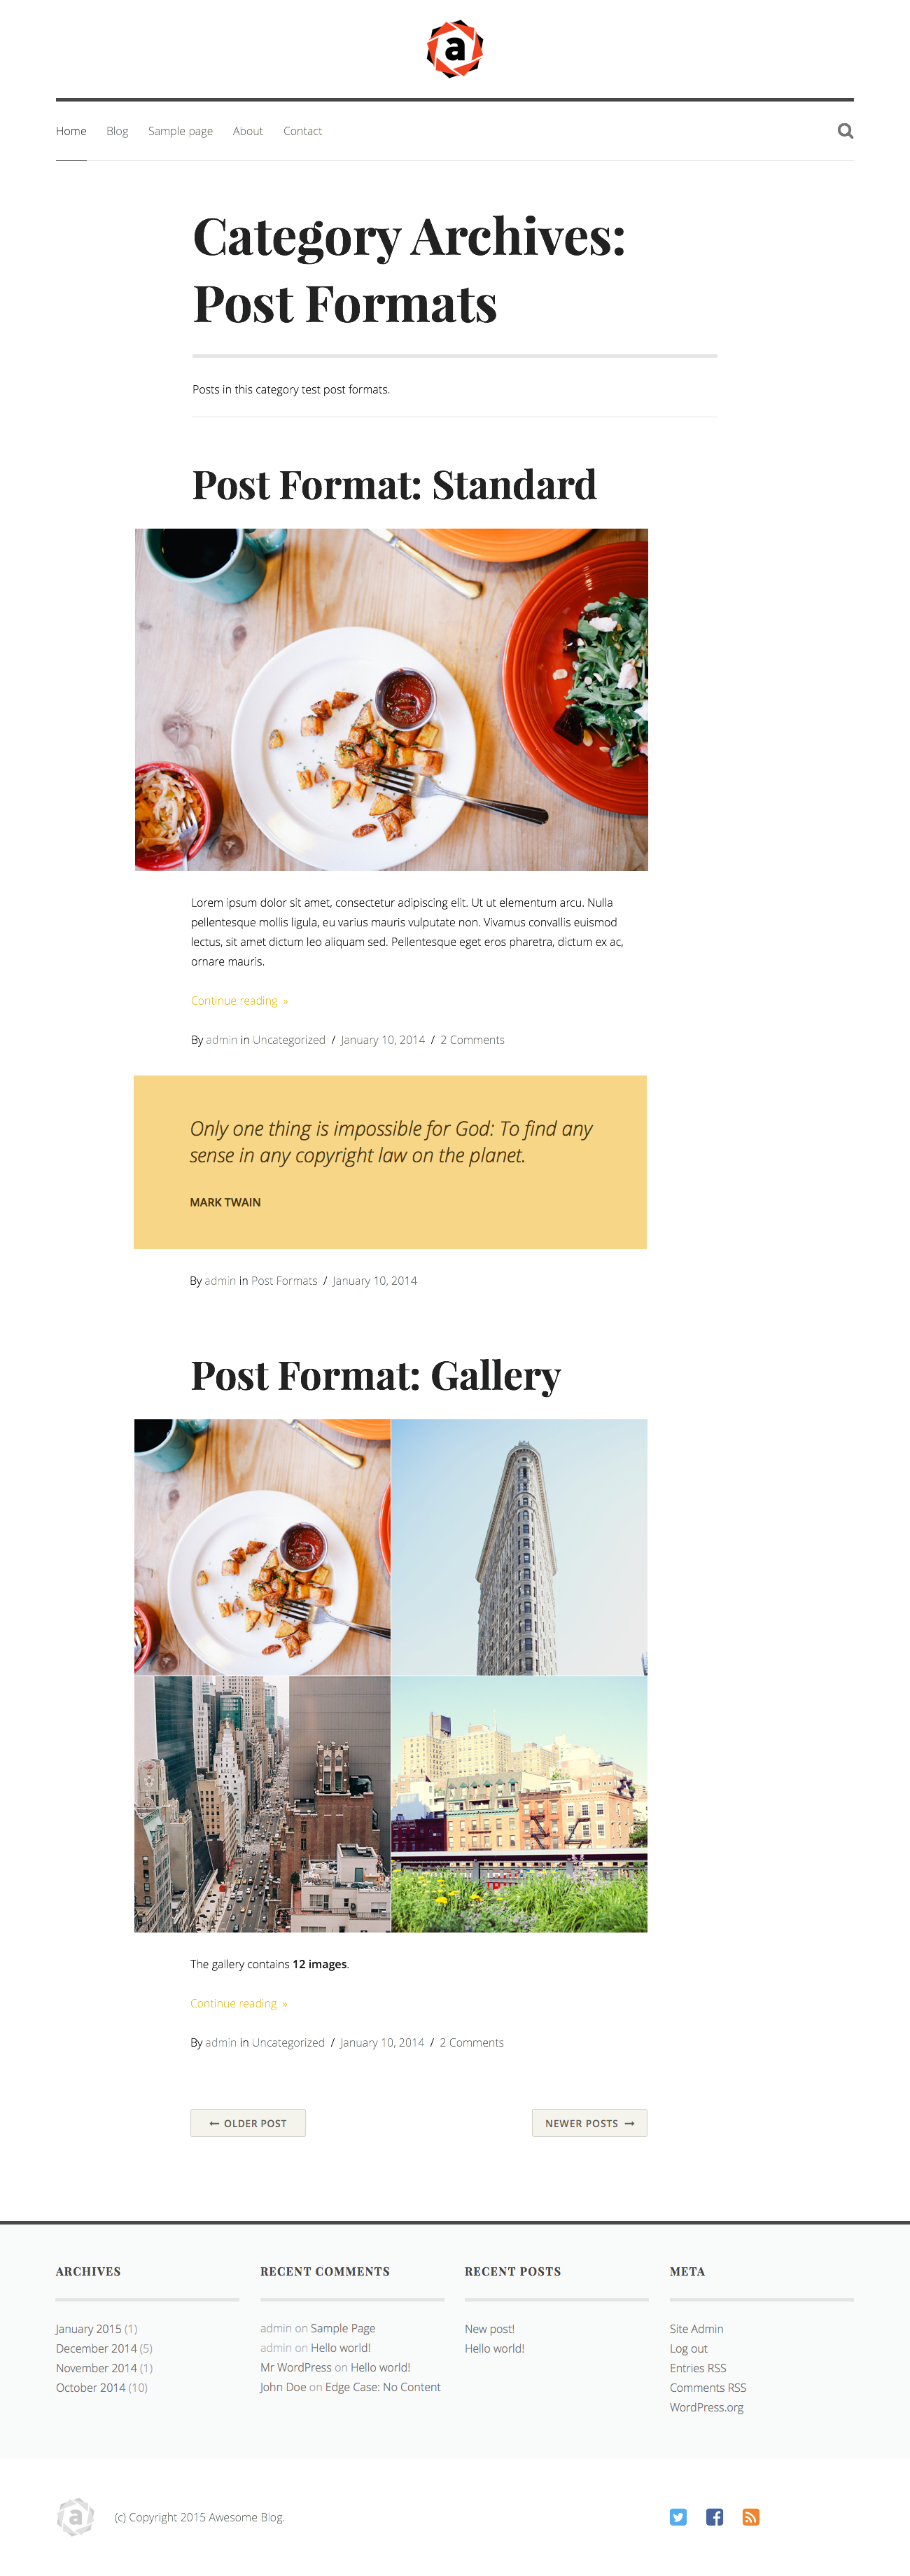 a
Home Blog Sample page About Contact
Category Archives:
Post Formats
Posts in this category test post formats.
Post Format: Standard
Lorem ipsum dolor sit amet, consectetur adipiscing elit. Ut ut elementum arcu. Nulla
pellentesque mollis ligula, eu varius mauris vulputate non. Vivamus convallis euismod
lectus, sit amet dictum leo aliquam sed. Pellentesque eget eros pharetra, dictum ex ac,
ornare mauris.
Continue reading »
By admin in Uncategorized / January 10, 2014 / 2 Comments
Only one thing is impossible for God: To find any
sense in any copyright law on the planet.
MARK TWAIN
By admin in Post Formats / January 10, 2014
Post Format: Gallery
The gallery contains 12 images.
Continue reading »
By admin in Uncategorized / January 10, 2014 / 2 Comments
← OLDER POST
NEWER POSTS →
ARCHIVES
January 2015 (1)
December 2014 (5)
November 2014 (1)
October 2014 (10)
RECENT COMMENTS
admin on Sample Page
admin on Hello world!
Mr WordPress on Hello world!
John Doe on Edge Case: No Content
RECENT POSTS
New post!
Hello world!
META
Site Admin
Log out
Entries RSS
Comments RSS
WordPress.org
a
(c) Copyright 2015 Awesome Blog.